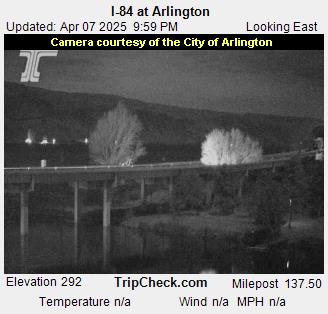 I-84 at Arlington
Updated: Apr 07 2025 9:59 PM Looking East
Camera courtesy of the City of Arlington
Elevation 292 TripCheck.com Milepost 137.50
Temperature n/a Wind n/a MPH n/a